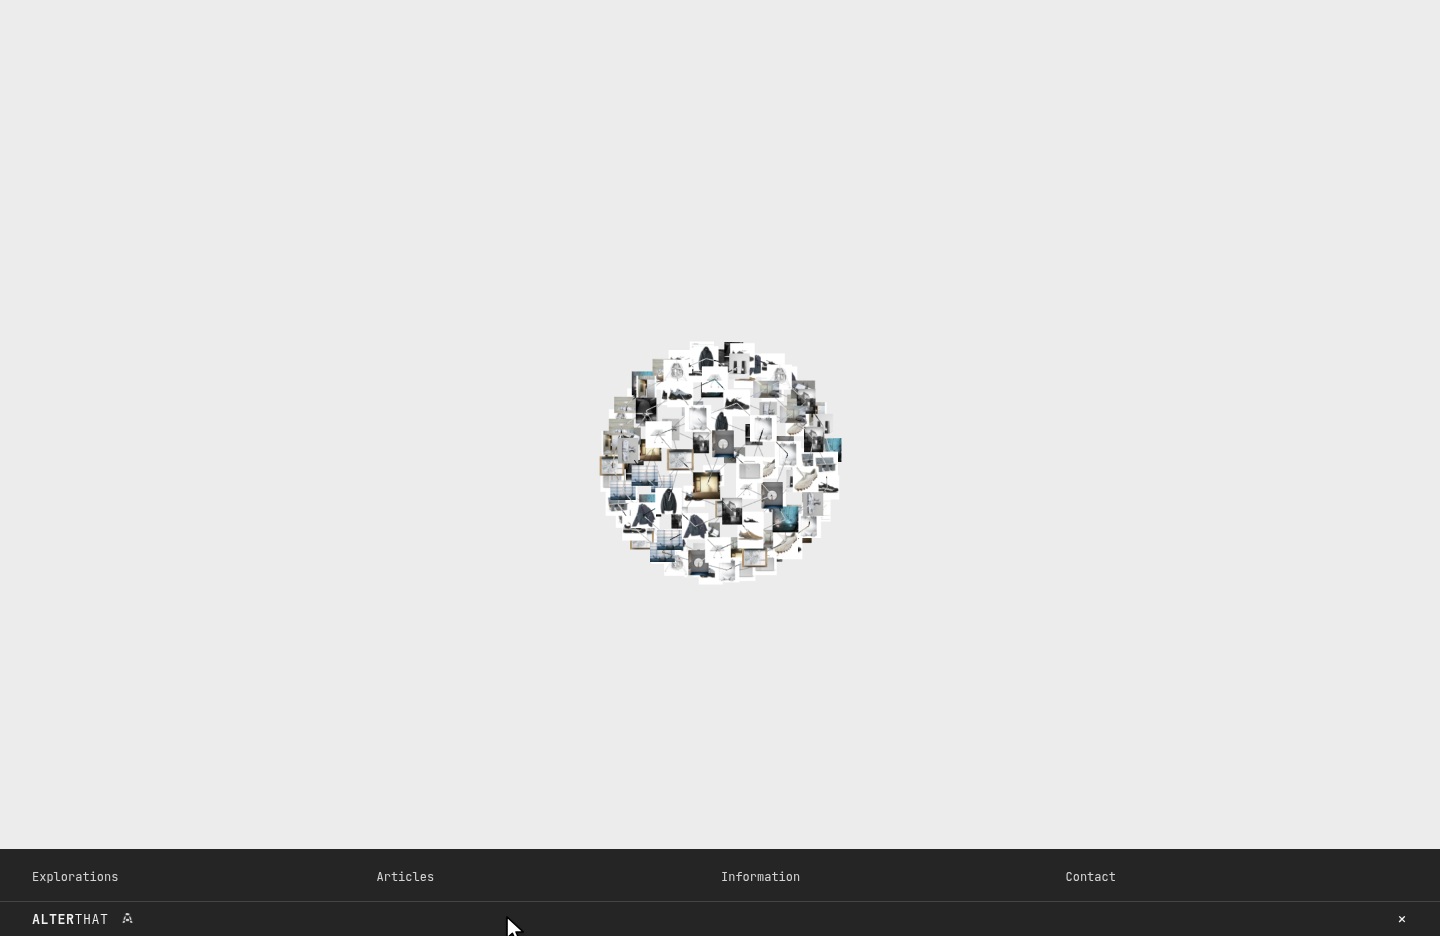 Explorations
Articles
Information
Contact
ALTERTHAT